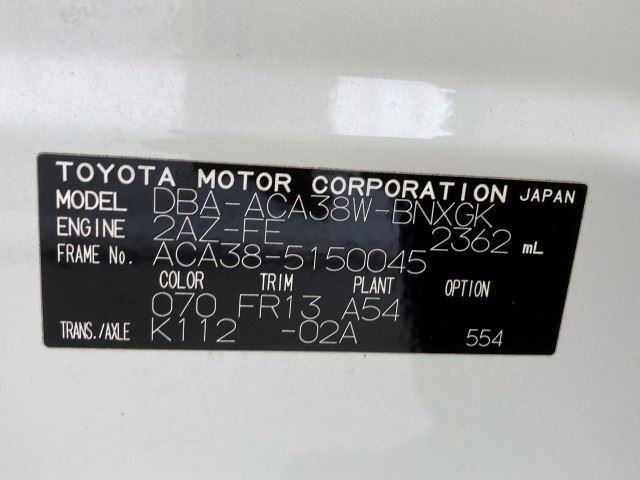 TOYOTA MOTOR CORPORATION JAPAN
MODEL DBA-ACA38W-BNXGK
ENGINE 2AZ-FE 2362 mL
FRAME No. ACA38-5150045
COLOR TRIM PLANT OPTION
070 FR13 A54
TRANS./AXLE K112 -02A 554